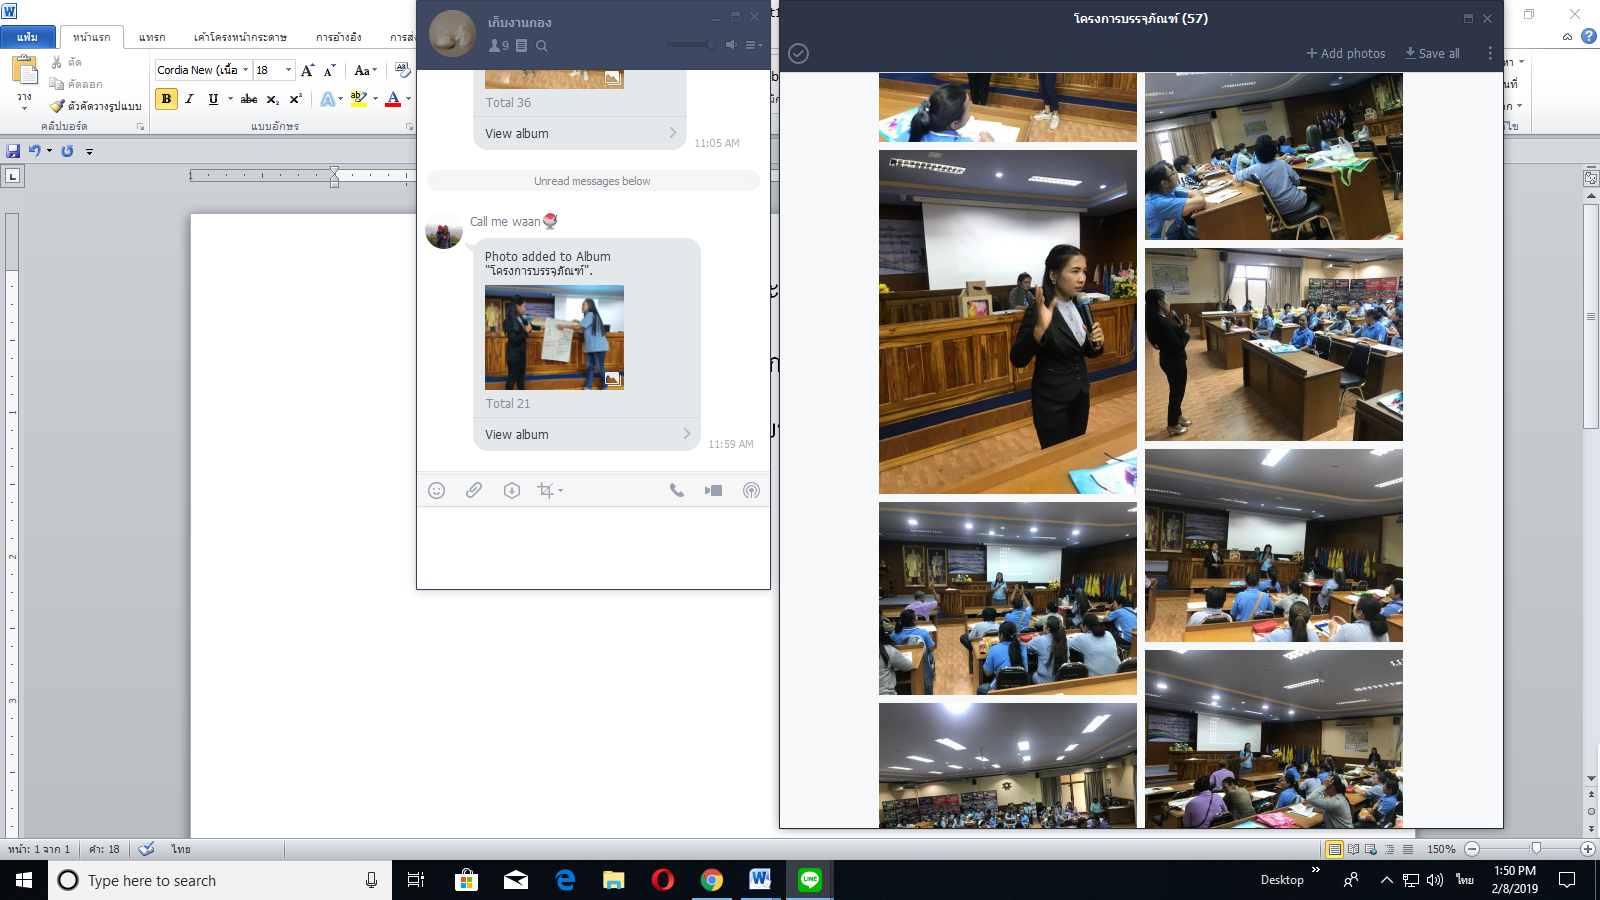 แฟ้ม
หน้าแรก
แทรก
เค้าโครงหน้ากระดาษ
การอ้างอิง
การส่ง
วาง
ตัด
คัดลอก
ตัวคัดวางรูปแบบ
คลิปบอร์ด
Cordia New (เนื้อ
18
แบบอักษร
เก็บงานกอง
9
Total 36
View album
11:05 AM
Unread messages below
Call me waan
Photo added to Album
"โครงการบรรจุภัณฑ์".
Total 21
View album
11:59 AM
โครงการบรรจุภัณฑ์ (57)
Add photos
Save all
หน้า: 1 จาก 1
คำ: 18
ไทย
150%
Type here to search
Desktop
ไทย
1:50 PM
2/8/2019